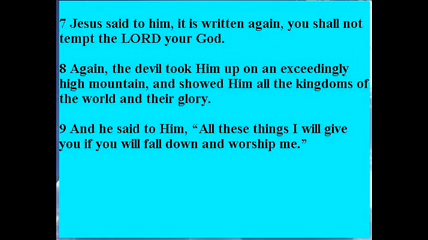 7 Jesus said to him, it is written again, you shall not
tempt the LORD your God.
8 Again, the devil took Him up on an exceedingly
high mountain, and showed Him all the kingdoms of
the world and their glory.
9 And he said to Him, “All these things I will give
you if you will fall down and worship me.”